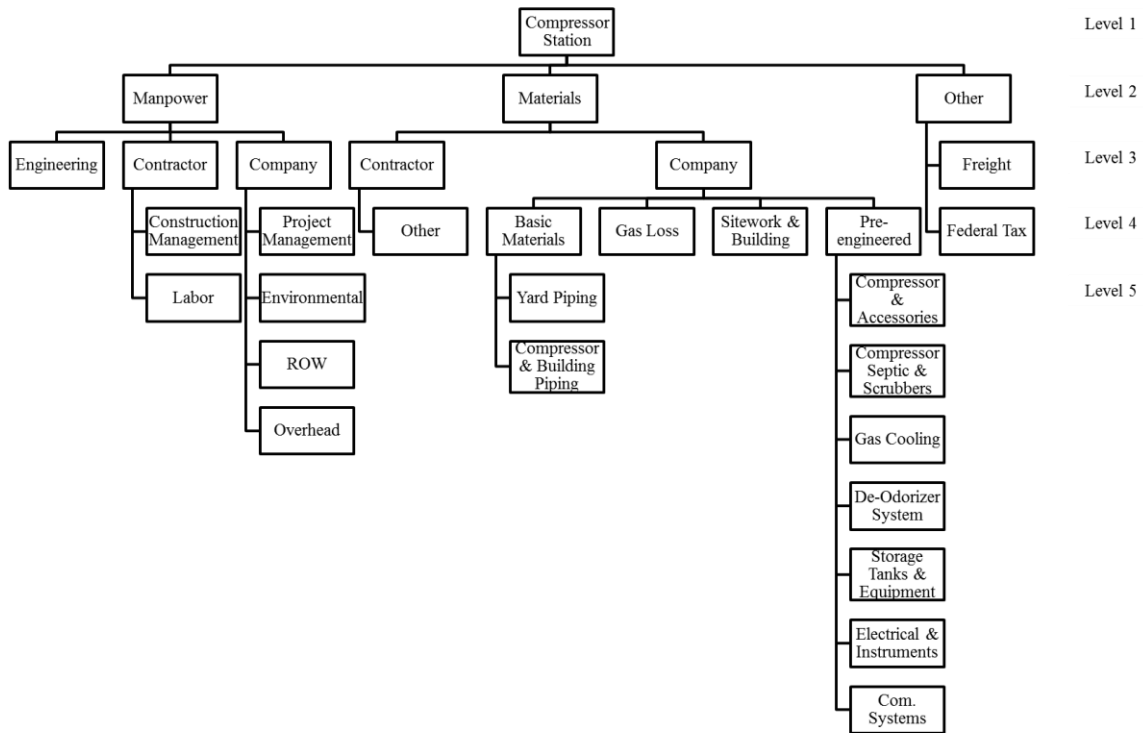 Compressor
Station
Level 1
Manpower
Materials
Other
Level 2
Engineering
Contractor
Company
Contractor
Company
Freight
Level 3
Construction
Management
Project
Management
Other
Basic
Materials
Gas Loss
Sitework &
Building
Pre-
engineered
Federal Tax
Level 4
Labor
Environmental
Yard Piping
Compressor
&
Accessories
Level 5
ROW
Compressor
& Building
Piping
Compressor
Septic &
Scrubbers
Overhead
Gas Cooling
De-Odorizer
System
Storage
Tanks &
Equipment
Electrical &
Instruments
Com.
Systems